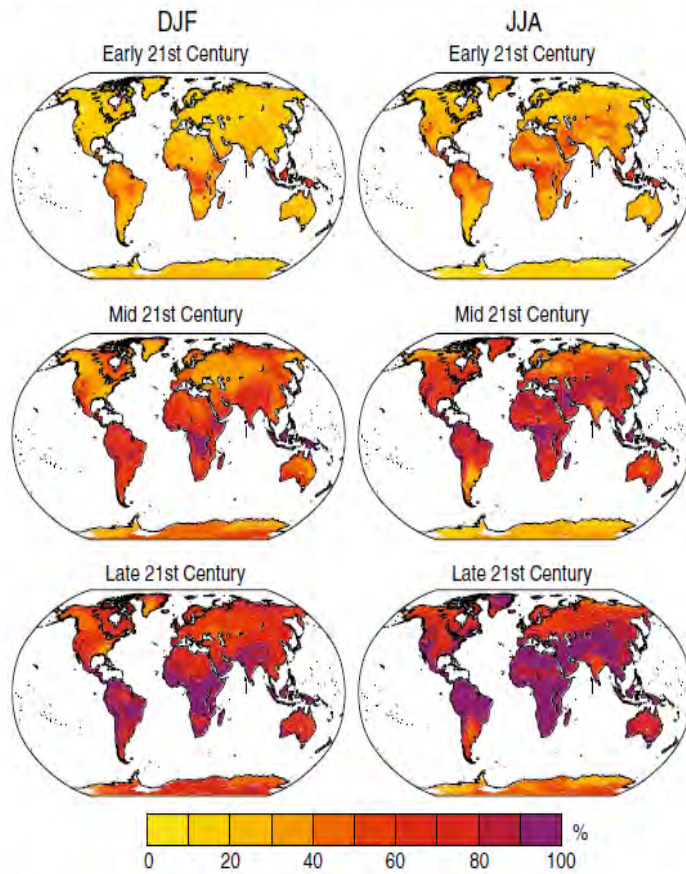 DJF JJA
Early 21st Century Early 21st Century
Mid 21st Century Mid 21st Century
Late 21st Century Late 21st Century
%
0 20 40 60 80 100